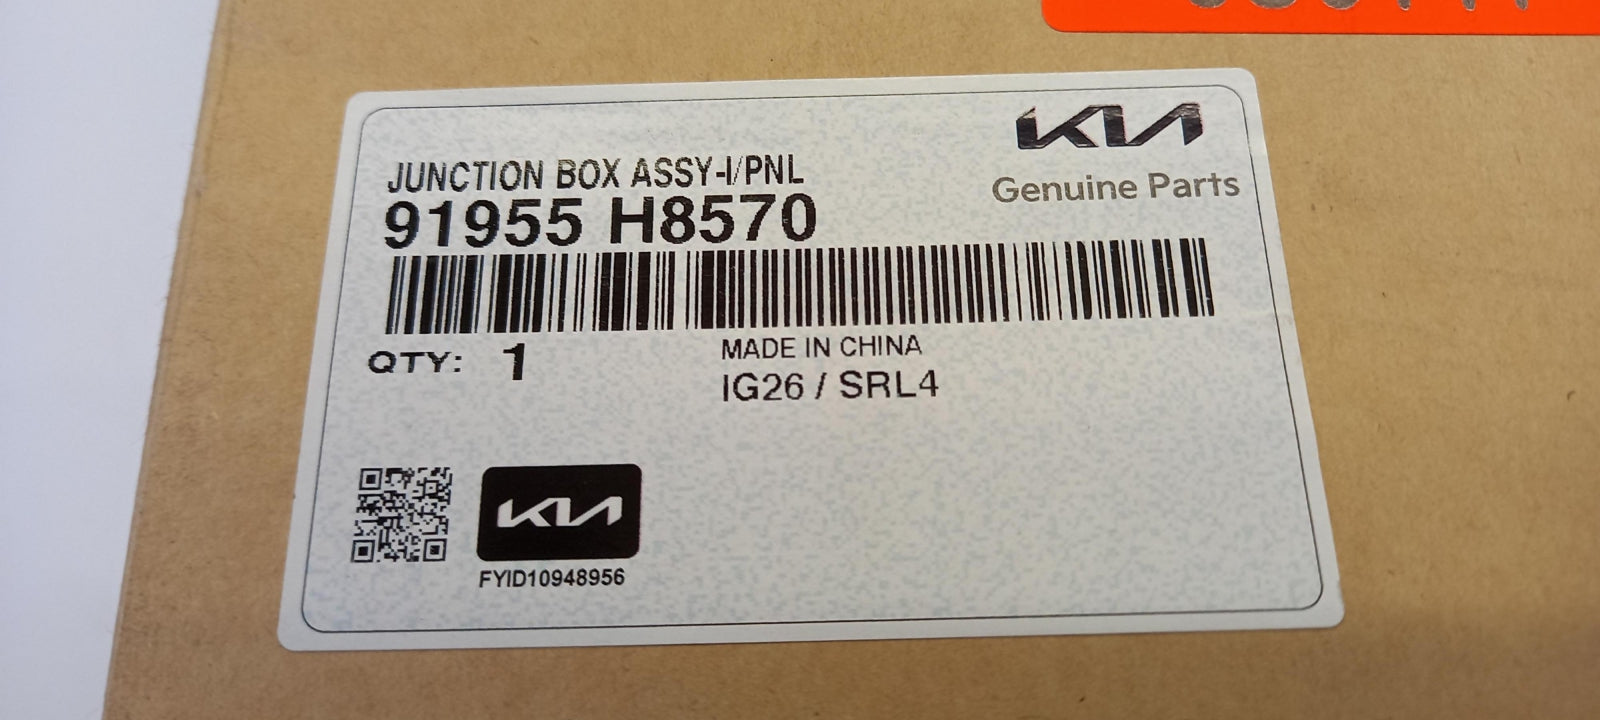 KIA
Genuine Parts
JUNCTION BOX ASSY-I/PNL
91955 H8570
QTY: 1
MADE IN CHINA
IG26 / SRL4
KIA
FYID10948956